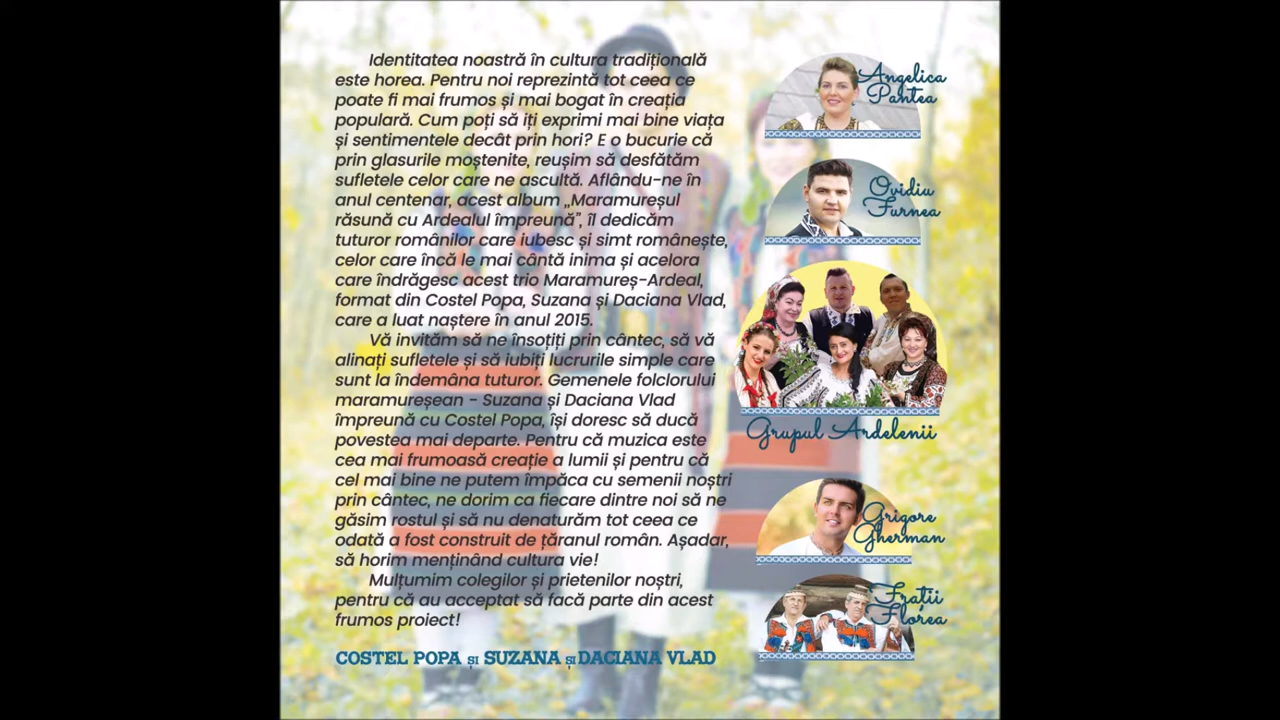 Identitatea noastră în cultura tradițională
este horea. Pentru noi reprezintă tot ceea ce
poate fi mai frumos și mai bogat în creația
populară. Cum poți să iți exprimi mai bine viața
și sentimentele decât prin hori? E o bucurie că
prin glasurile moștenite, reușim să desfătăm
sufletele celor care ne ascultă. Aflându-ne în
anul centenar, acest album „Maramureșul
răsună cu Ardealul împreună”, îl dedicăm
tuturor românilor care iubesc și simt românește,
celor care încă le mai cântă inima și acelora
care îndrăgesc acest trio Maramureș-Ardeal,
format din Costel Popa, Suzana și Daciana Vlad,
care a luat naștere în anul 2015.
Vă invităm să ne însoțiți prin cântec, să vă
alinați sufletele și să iubiți lucrurile simple care
sunt la îndemâna tuturor. Gemenele folclorului
maramureșean - Suzana și Daciana Vlad
împreună cu Costel Popa, își doresc să ducă
povestea mai departe. Pentru că muzica este
cea mai frumoasă creație a lumii și pentru că
cel mai bine ne putem împăca cu semenii noștri
prin cântec, ne dorim ca fiecare dintre noi să ne
găsim rostul și să nu denaturăm tot ceea ce
odată a fost construit de țăranul român. Așadar,
să horim menținând cultura vie!
Mulțumim colegilor și prietenilor noștri,
pentru că au acceptat să facă parte din acest
frumos proiect!
COSTEL POPA ȘI SUZANA ȘI DACIANA VLAD
Angelica
Pantea
Ovidiu
Furnea
Grupul Ardelenii
Grigore
Gherman
Frații
Florea